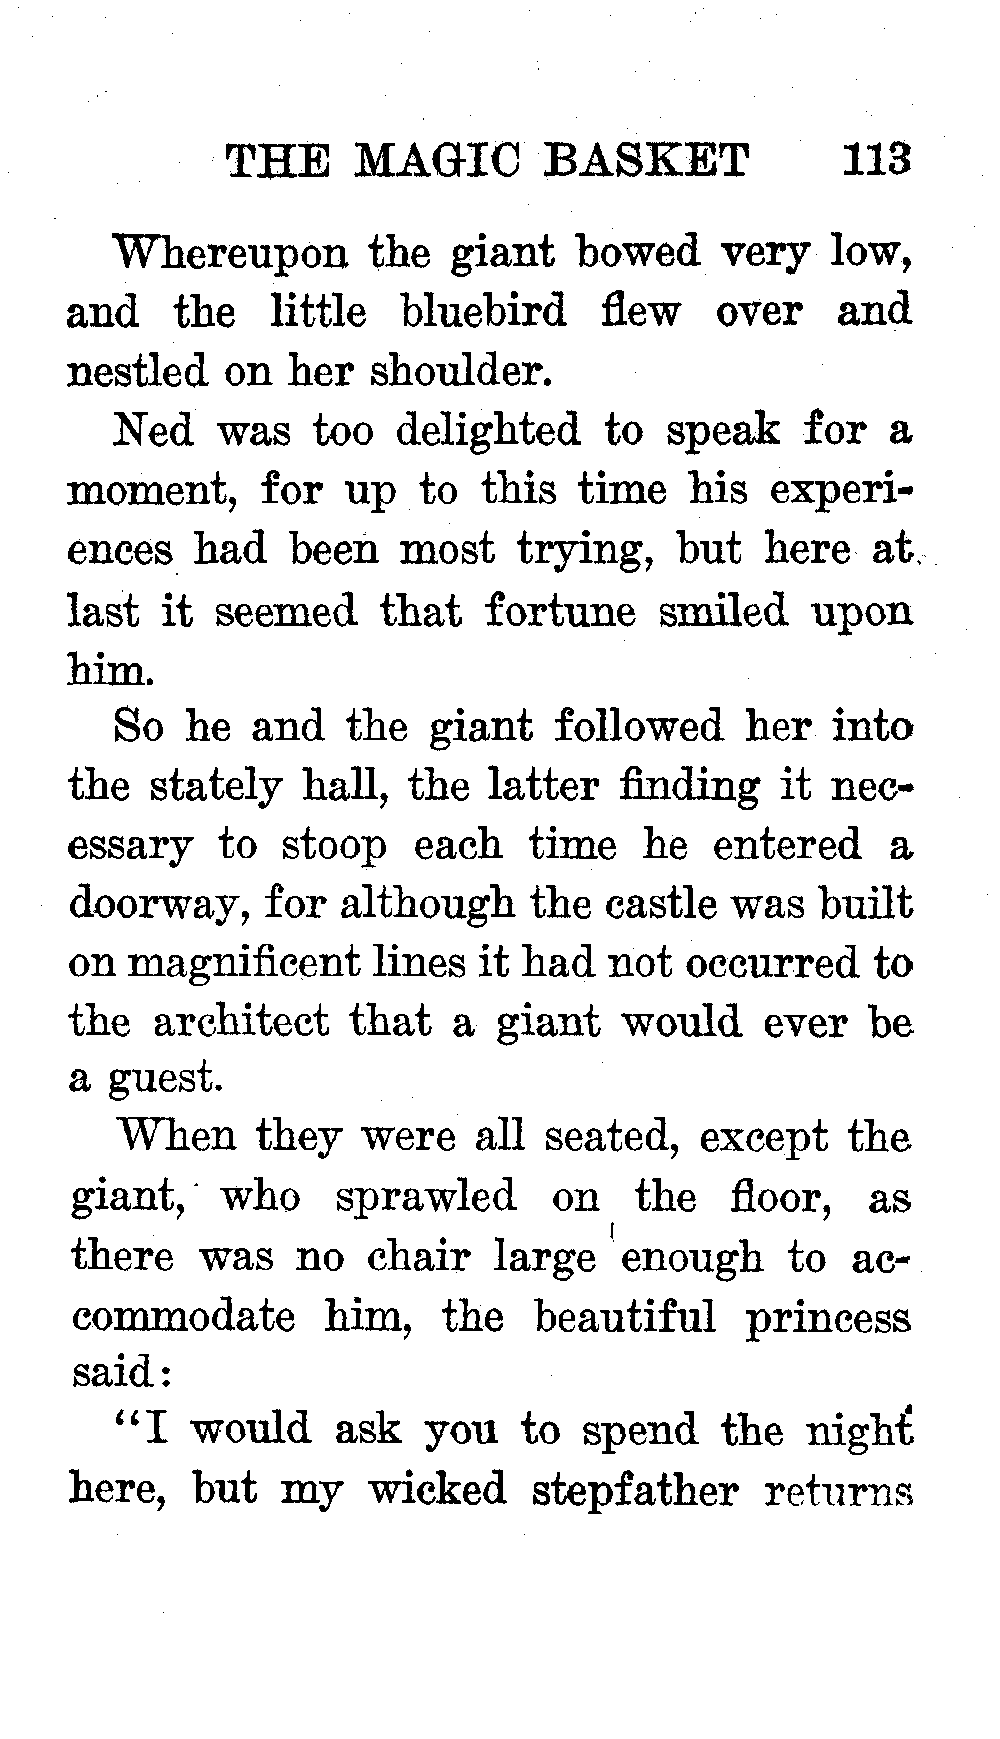 THE MAGIC BASKET 113
Whereupon the giant bowed very low,
and the little bluebird flew over and
nestled on her shoulder.
Ned was too delighted to speak for a
moment, for up to this time his experi-
ences had been most trying, but here at
last it seemed that fortune smiled upon
him.
So he and the giant followed her into
the stately hall, the latter finding it nec-
essary to stoop each time he entered a
doorway, for although the castle was built
on magnificent lines it had not occurred to
the architect that a giant would ever be
a guest.
When they were all seated, except the
giant, who sprawled on the floor, as
there was no chair large enough to ac-
commodate him, the beautiful princess
said:
"I would ask you to spend the night
here, but my wicked stepfather returns